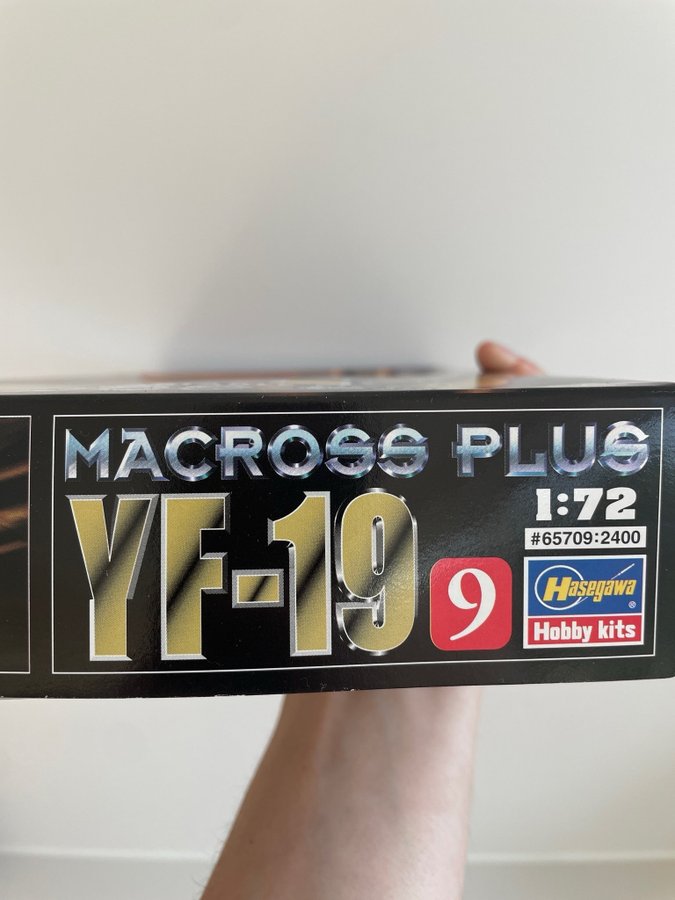 MACROSS PLUS
YF-19
9
1:72
#65709:2400
Hasegawa
®
Hobby kits